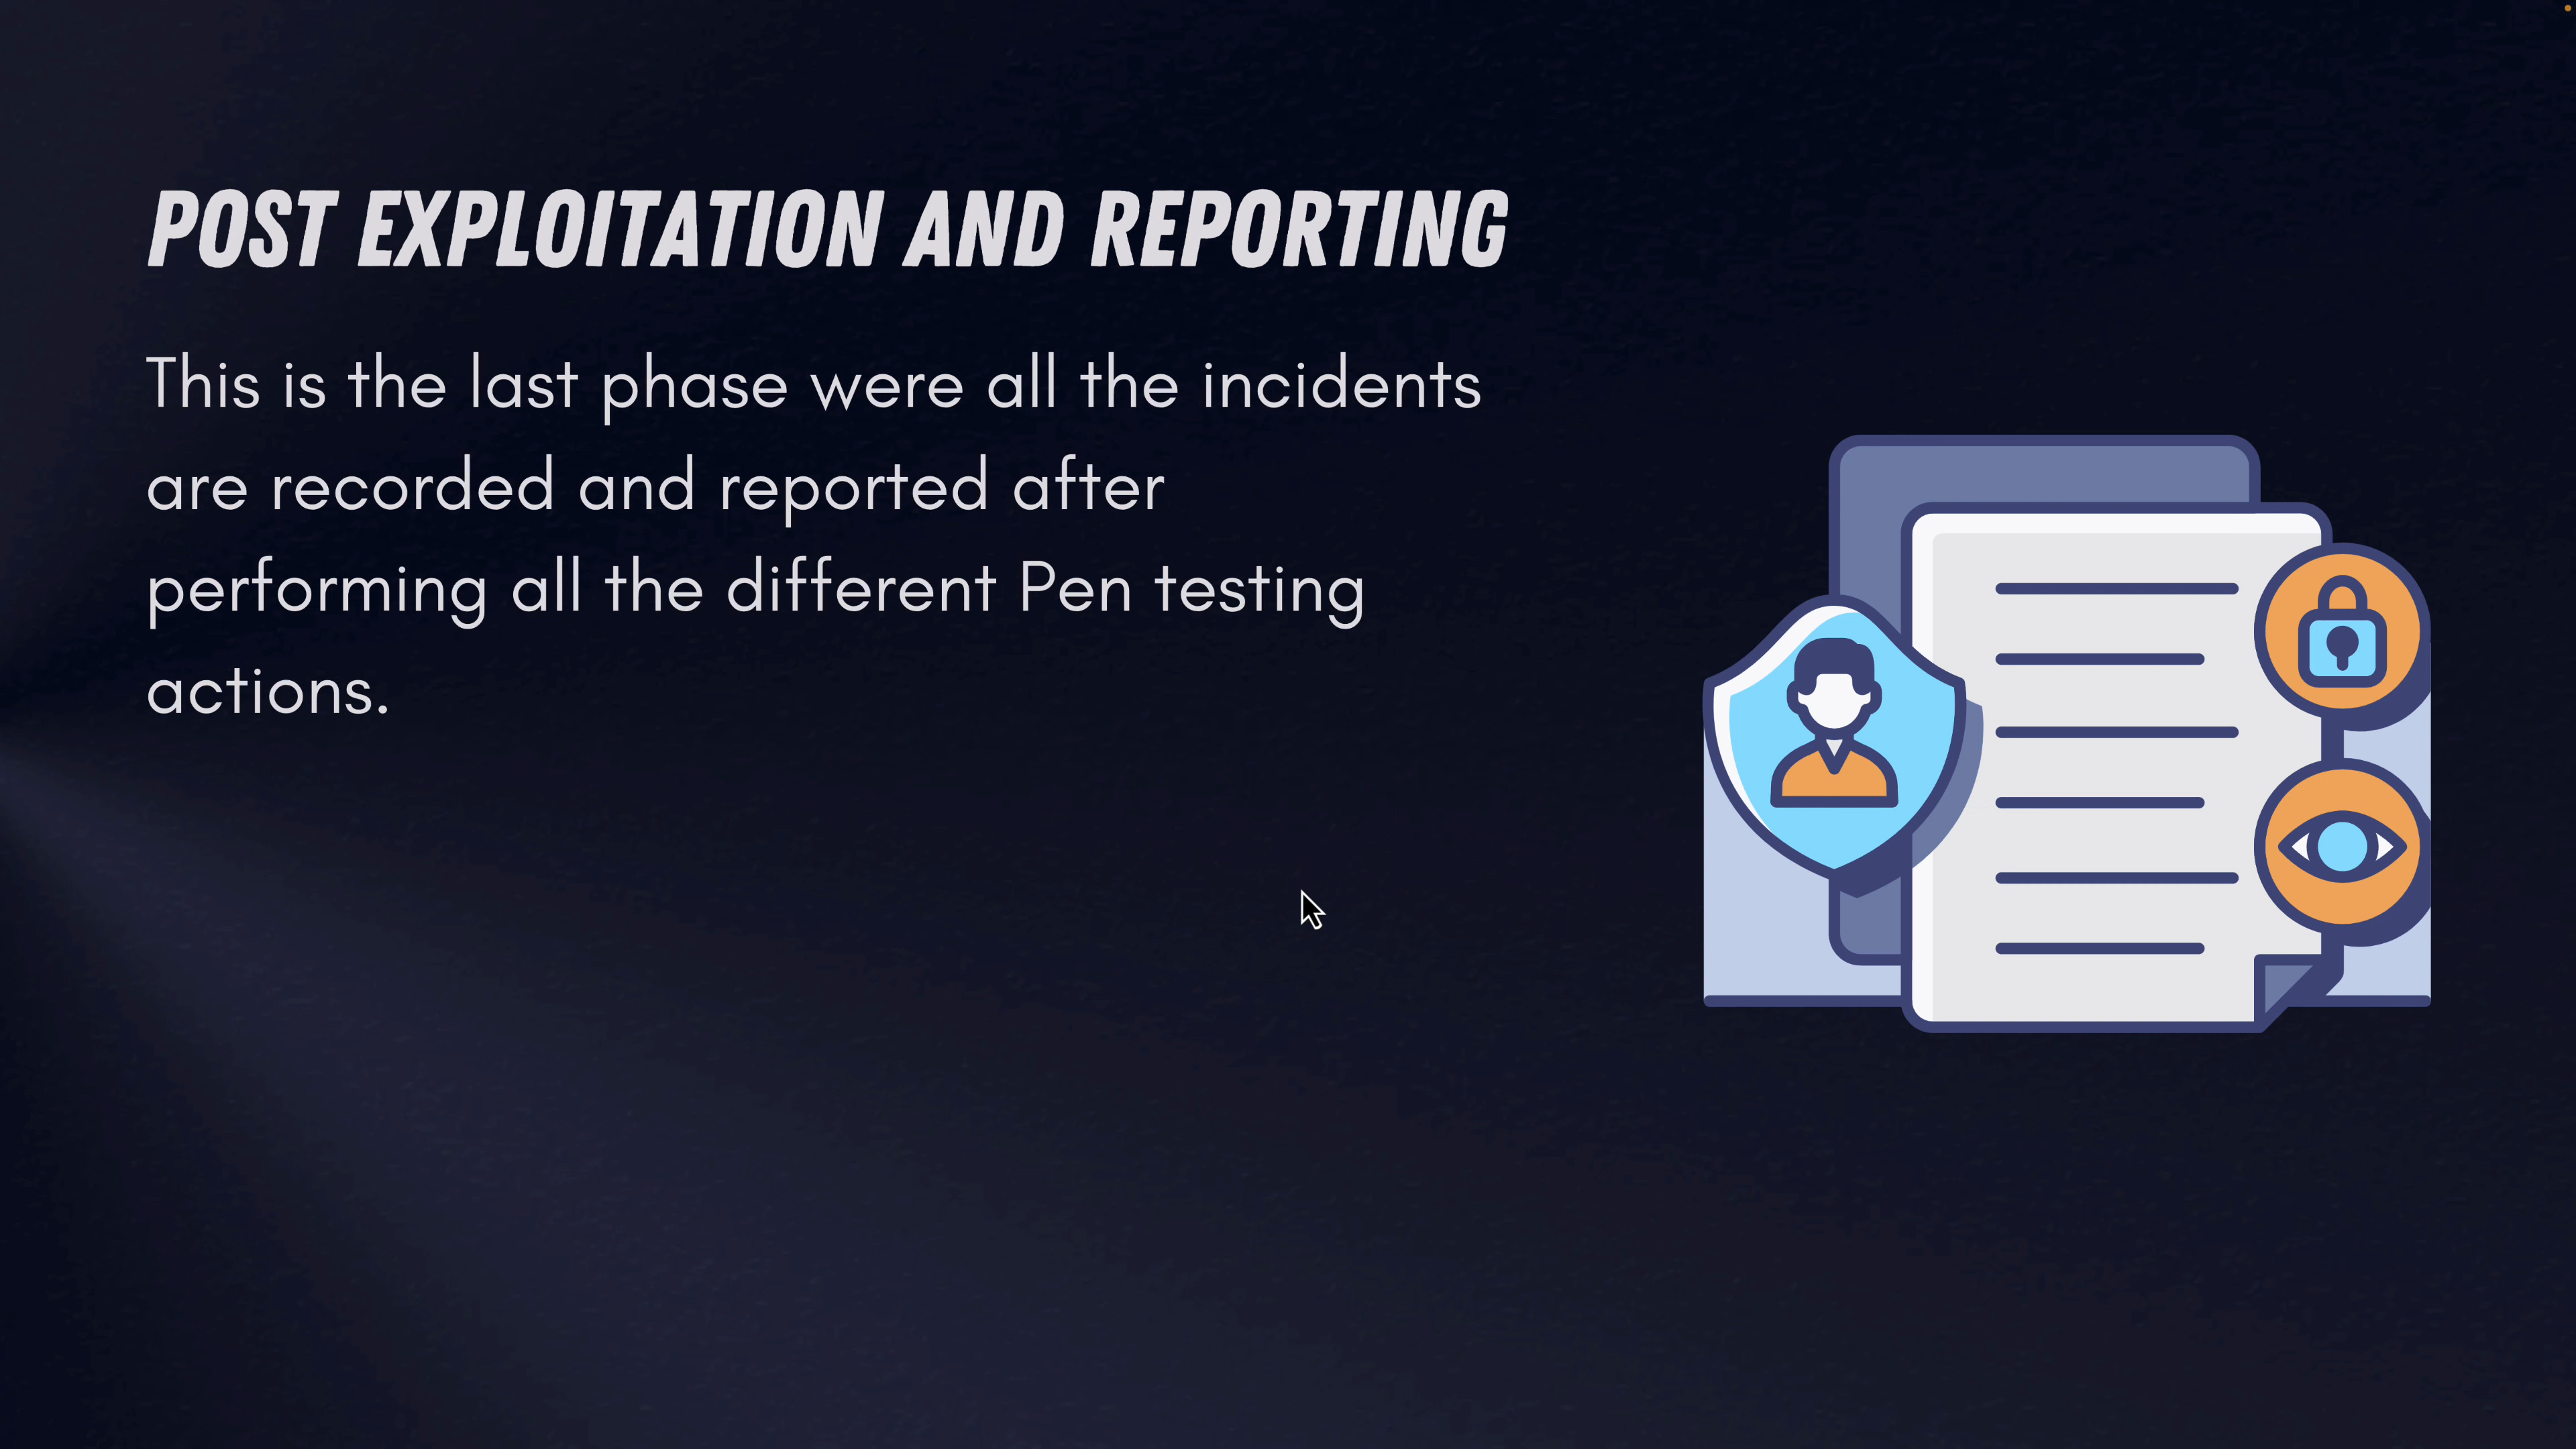 POST EXPLOITATION AND REPORTING
This is the last phase were all the incidents
are recorded and reported after
performing all the different Pen testing
actions.